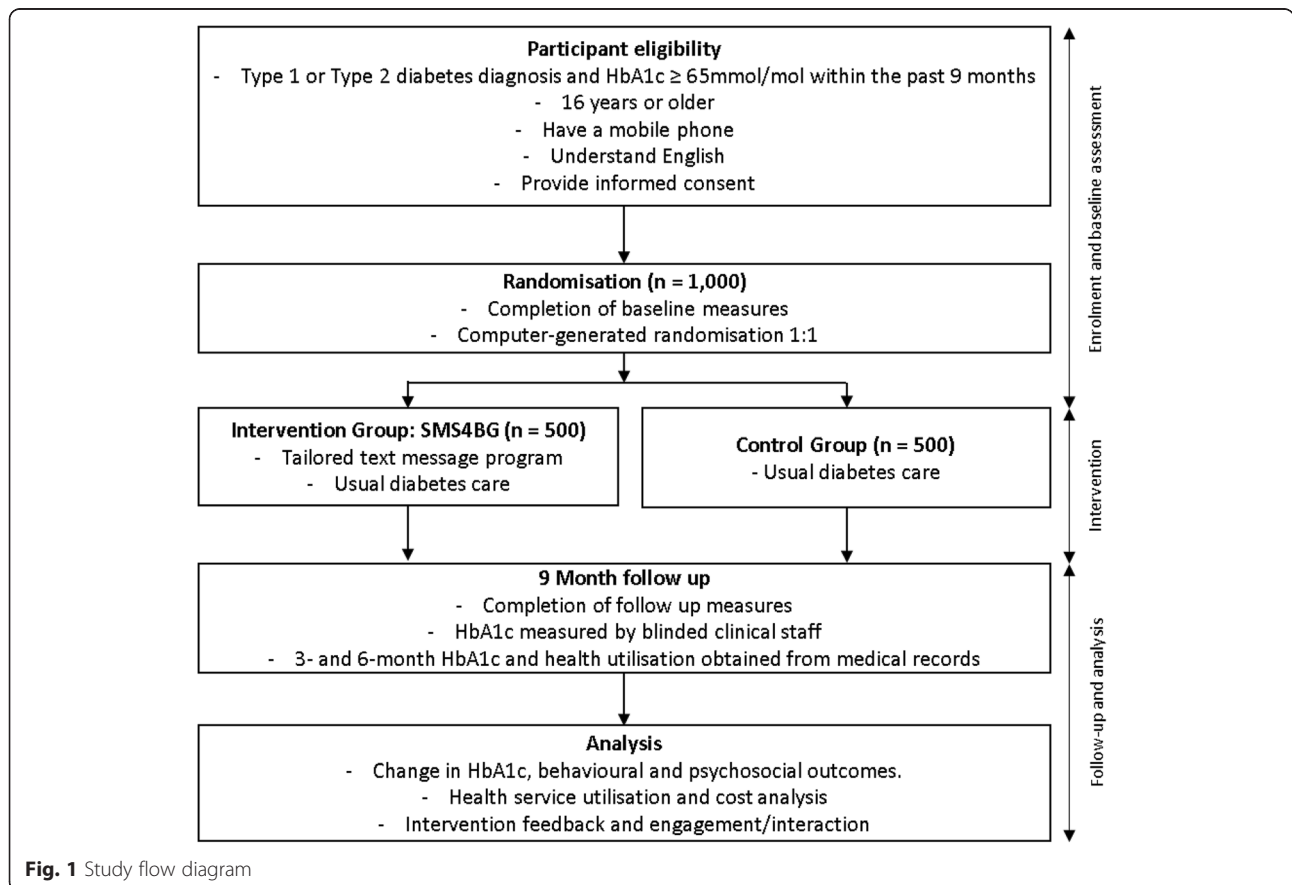 Participant eligibility
- Type 1 or Type 2 diabetes diagnosis and HbA1c ≥ 65mmol/mol within the past 9 months
- 16 years or older
- Have a mobile phone
- Understand English
- Provide informed consent
Randomisation (n = 1,000)
- Completion of baseline measures
- Computer-generated randomisation 1:1
Enrolment and baseline assessment
Intervention Group: SMS4BG (n = 500)
- Tailored text message program
- Usual diabetes care
Control Group (n = 500)
- Usual diabetes care
Intervention
9 Month follow up
- Completion of follow up measures
- HbA1c measured by blinded clinical staff
- 3- and 6-month HbA1c and health utilisation obtained from medical records
Analysis
- Change in HbA1c, behavioural and psychosocial outcomes.
- Health service utilisation and cost analysis
- Intervention feedback and engagement/interaction
Follow-up and analysis
Fig. 1 Study flow diagram